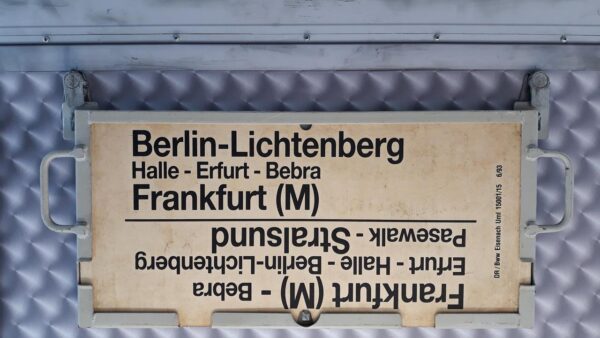 Berlin-Lichtenberg
Halle - Erfurt - Bebra
Frankfurt (M)
Frankfurt (M) - Bebra
Erfurt - Halle - Berlin-Lichtenberg
Pasewalk - Stralsund
DR / Bww Eisenach Uml 15001/15 6/93